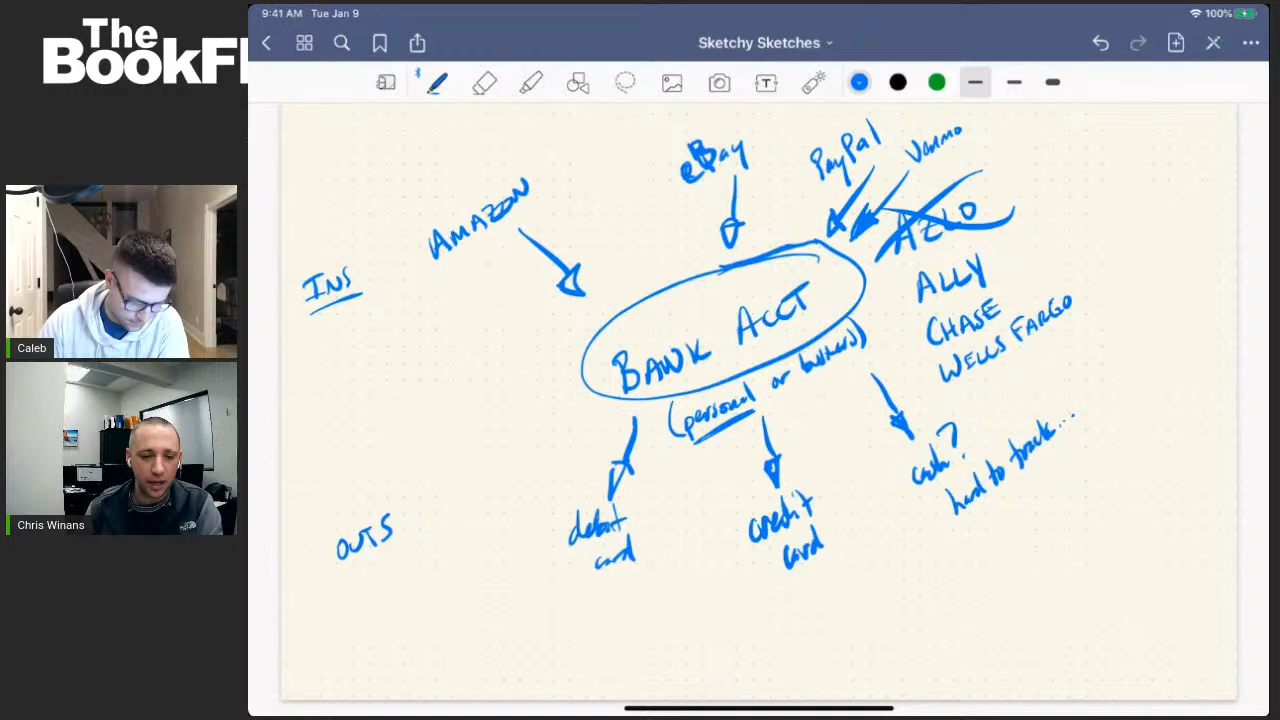 The
BookFl
9:41 AM Tue Jan 9
100%
Sketchy Sketches
T
eBay
PayPal
Venmo
AMAZON
AZLO
INS
ALLY
BANK ACCT
CHASE
WELLS FARGO
(personal or business)
cash?
hard to track...
debit
card
credit
card
OUTS
Caleb
Chris Winans